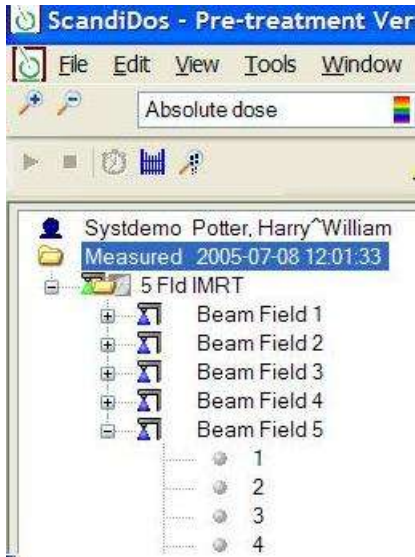 ScandiDos - Pre-treatment Ver
File Edit View Tools Window
Absolute dose
Systdemo Potter, Harry^William
Measured 2005-07-08 12:01:33
5 Fld IMRT
Beam Field 1
Beam Field 2
Beam Field 3
Beam Field 4
Beam Field 5
1
2
3
4